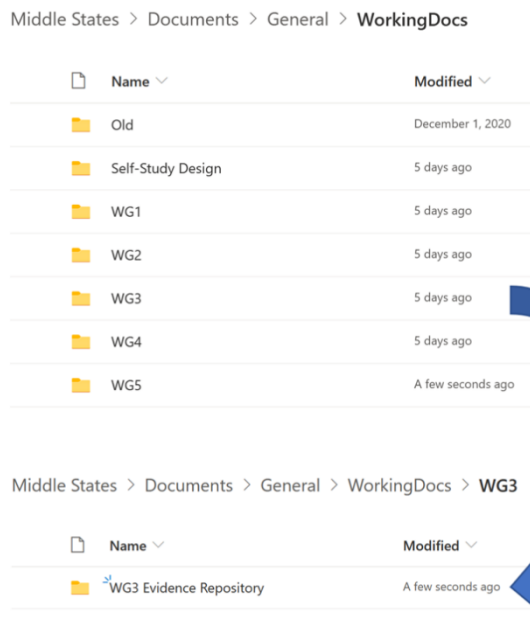 Middle States > Documents > General > WorkingDocs
Name Modified
Old December 1, 2020
Self-Study Design 5 days ago
WG1 5 days ago
WG2 5 days ago
WG3 5 days ago
WG4 5 days ago
WG5 A few seconds ago
Middle States > Documents > General > WorkingDocs > WG3
Name Modified
WG3 Evidence Repository A few seconds ago